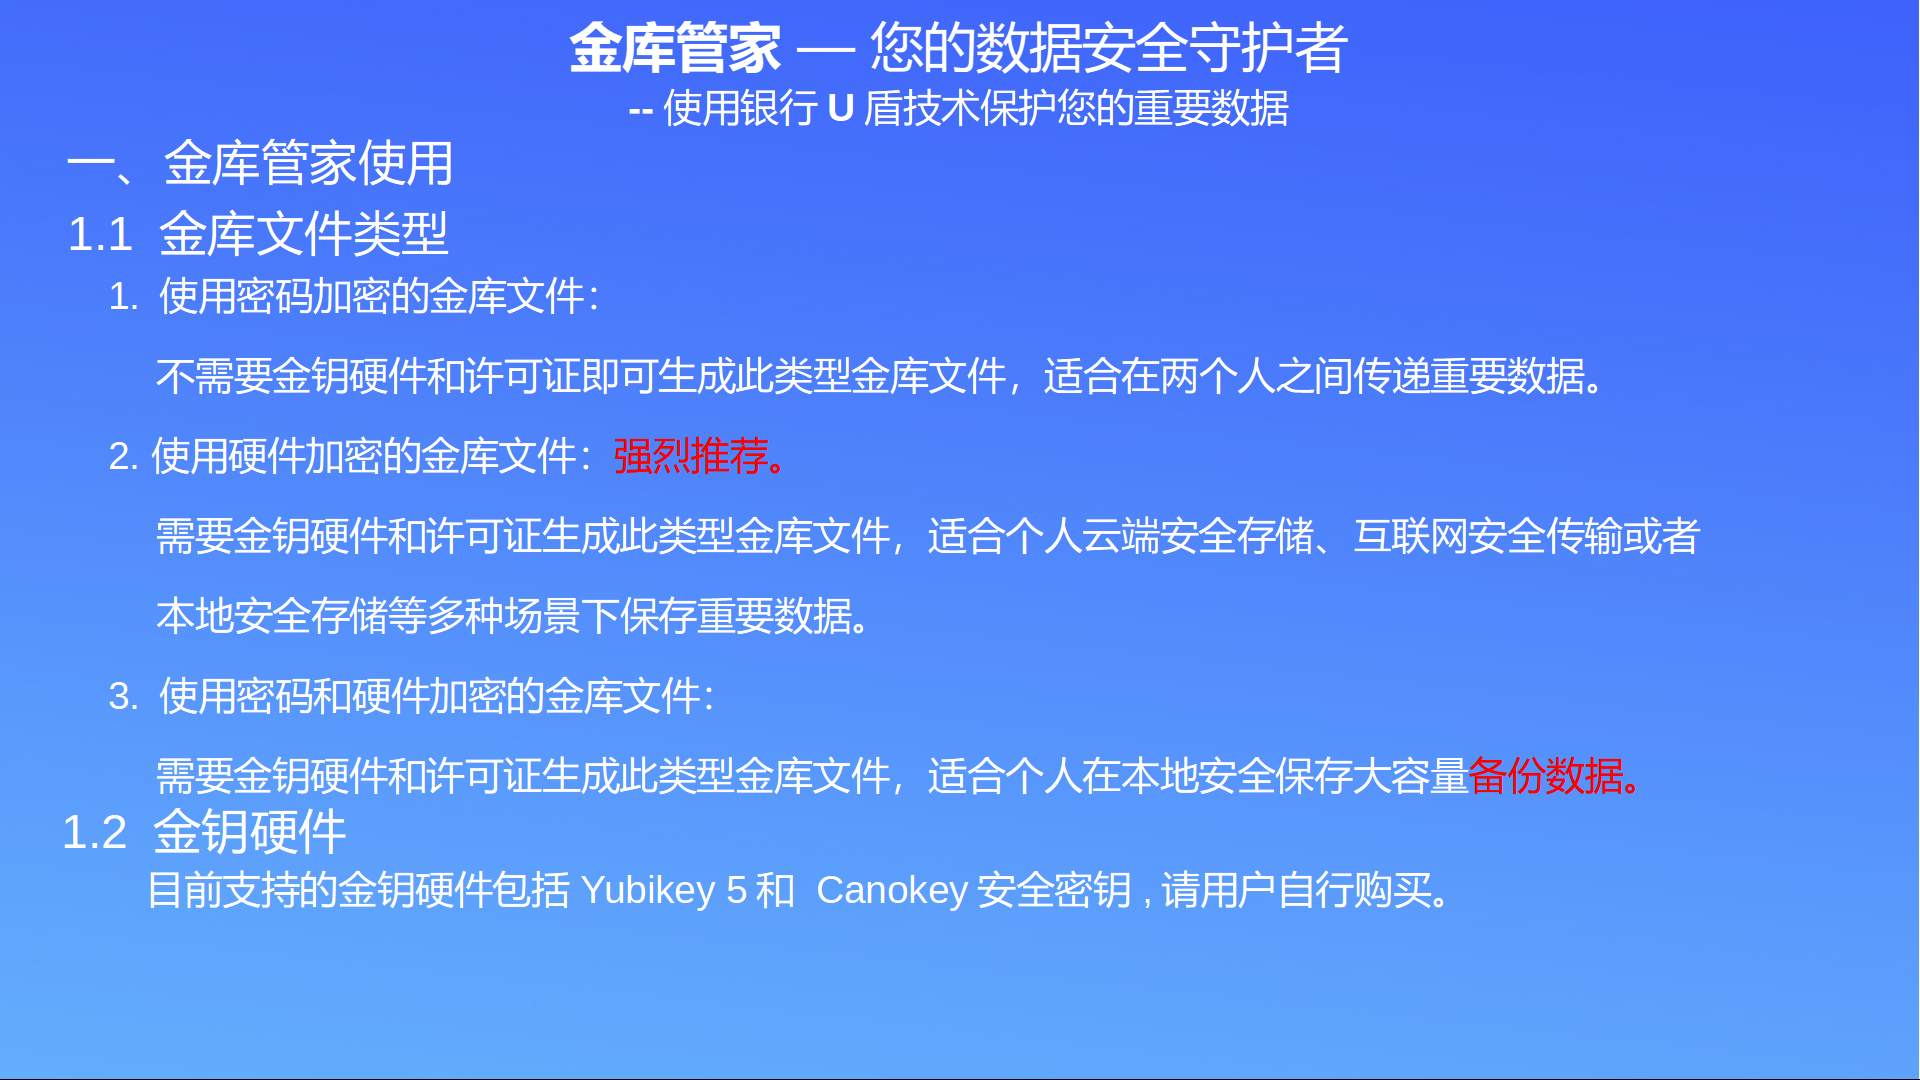 金库管家 — 您的数据安全守护者
-- 使用银行 U 盾技术保护您的重要数据
一、金库管家使用
1.1 金库文件类型
1. 使用密码加密的金库文件：
不需要金钥硬件和许可证即可生成此类型金库文件，适合在两个人之间传递重要数据。
2. 使用硬件加密的金库文件：强烈推荐。
需要金钥硬件和许可证生成此类型金库文件，适合个人云端安全存储、互联网安全传输或者
本地安全存储等多种场景下保存重要数据。
3. 使用密码和硬件加密的金库文件：
需要金钥硬件和许可证生成此类型金库文件，适合个人在本地安全保存大容量备份数据。
1.2 金钥硬件
目前支持的金钥硬件包括 Yubikey 5 和 Canokey 安全密钥 , 请用户自行购买。